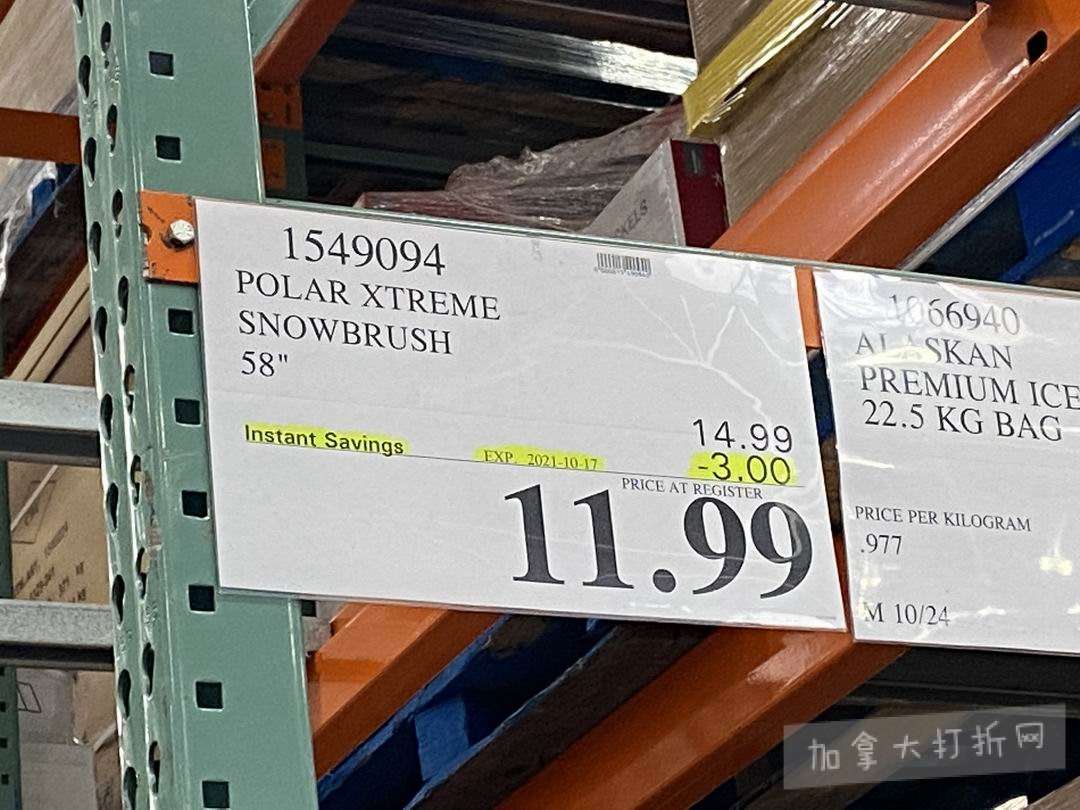 1549094
POLAR XTREME
SNOWBRUSH
58"
14.99
Instant Savings EXP. 2021-10-17 -3.00
PRICE AT REGISTER
11.99
1066940
ALASKAN
PREMIUM ICE
22.5 KG BAG
PRICE PER KILOGRAM
.977
M 10/24
加拿大打折网